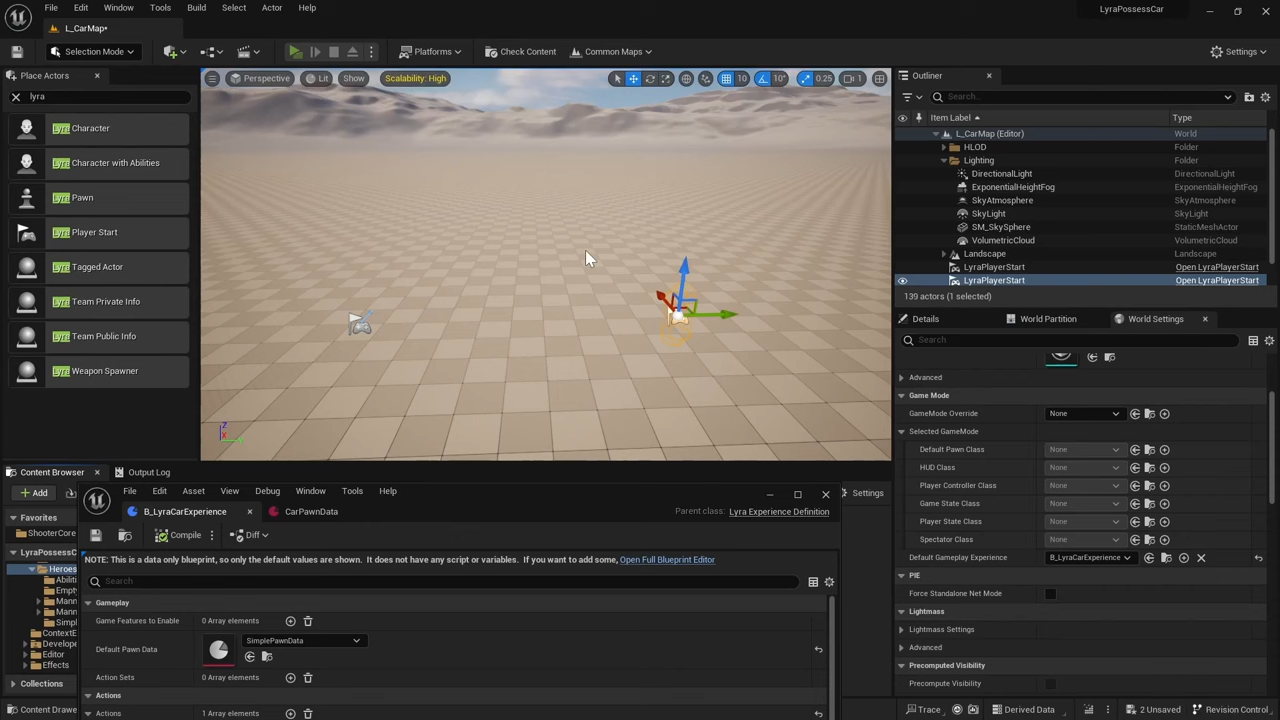 File Edit Window Tools Build Select Actor Help
LyraPossessCar
L_CarMap*
Selection Mode
Platforms
Check Content
Common Maps
Settings
Place Actors
lyra
Lyra Character
Lyra Character with Abilities
Lyra Pawn
Lyra Player Start
Lyra Tagged Actor
Lyra Team Private Info
Lyra Team Public Info
Lyra Weapon Spawner
Perspective Lit Show Scalability: High
10 10° 0.25 1
Z
X
Y
Outliner
Search...
Item Label Type
L_CarMap (Editor) World
HLOD Folder
Lighting Folder
DirectionalLight DirectionalLight
ExponentialHeightFog ExponentialHeightFog
SkyAtmosphere SkyAtmosphere
SkyLight SkyLight
SM_SkySphere StaticMeshActor
VolumetricCloud VolumetricCloud
Landscape Landscape
LyraPlayerStart Open LyraPlayerStart
LyraPlayerStart Open LyraPlayerStart
139 actors (1 selected)
Details
World Partition
World Settings
Search
Advanced
Game Mode
GameMode Override None
Selected GameMode
Default Pawn Class None
HUD Class None
Player Controller Class None
Game State Class None
Player State Class None
Spectator Class None
Default Gameplay Experience B_LyraCarExperience
PIE
Force Standalone Net Mode
Lightmass
Lightmass Settings
Advanced
Precomputed Visibility
Precompute Visibility
Content Browser
Output Log
Add
Settings
Favorites
ShooterCore
LyraPossessC
Heroes
Abiliti
Empty
Mann
Mann
Simpl
ContextE
Develope
Editor
Effects
Collections
File Edit Asset View Debug Window Tools Help
B_LyraCarExperience
CarPawnData
Parent class: Lyra Experience Definition
Compile
Diff
NOTE: This is a data only blueprint, so only the default values are shown. It does not have any script or variables. If you want to add some, Open Full Blueprint Editor
Search
Gameplay
Game Features to Enable 0 Array elements
Default Pawn Data SimplePawnData
Action Sets 0 Array elements
Actions
Actions 1 Array elements
Content Drawe
Trace
Derived Data
2 Unsaved
Revision Control